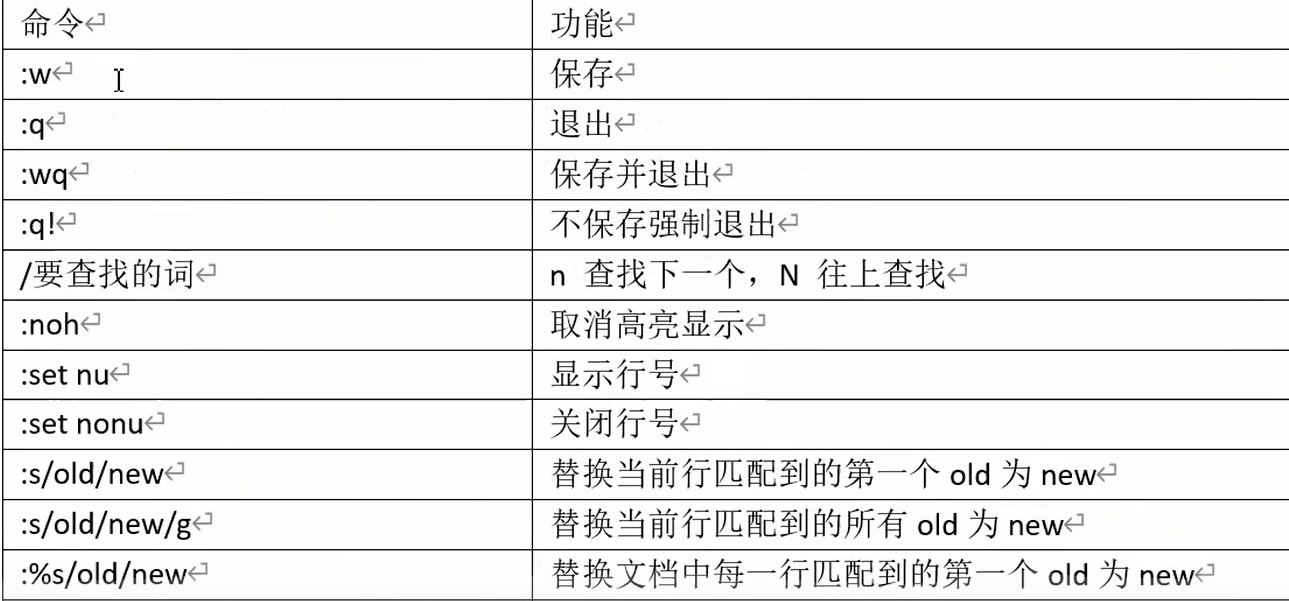 命令 功能
:w 保存
:q 退出
:wq 保存并退出
:q! 不保存强制退出
/要查找的词 n 查找下一个，N 往上查找
:noh 取消高亮显示
:set nu 显示行号
:set nonu 关闭行号
:s/old/new 替换当前行匹配到的第一个 old 为 new
:s/old/new/g 替换当前行匹配到的所有 old 为 new
:%s/old/new 替换文档中每一行匹配到的第一个 old 为 new